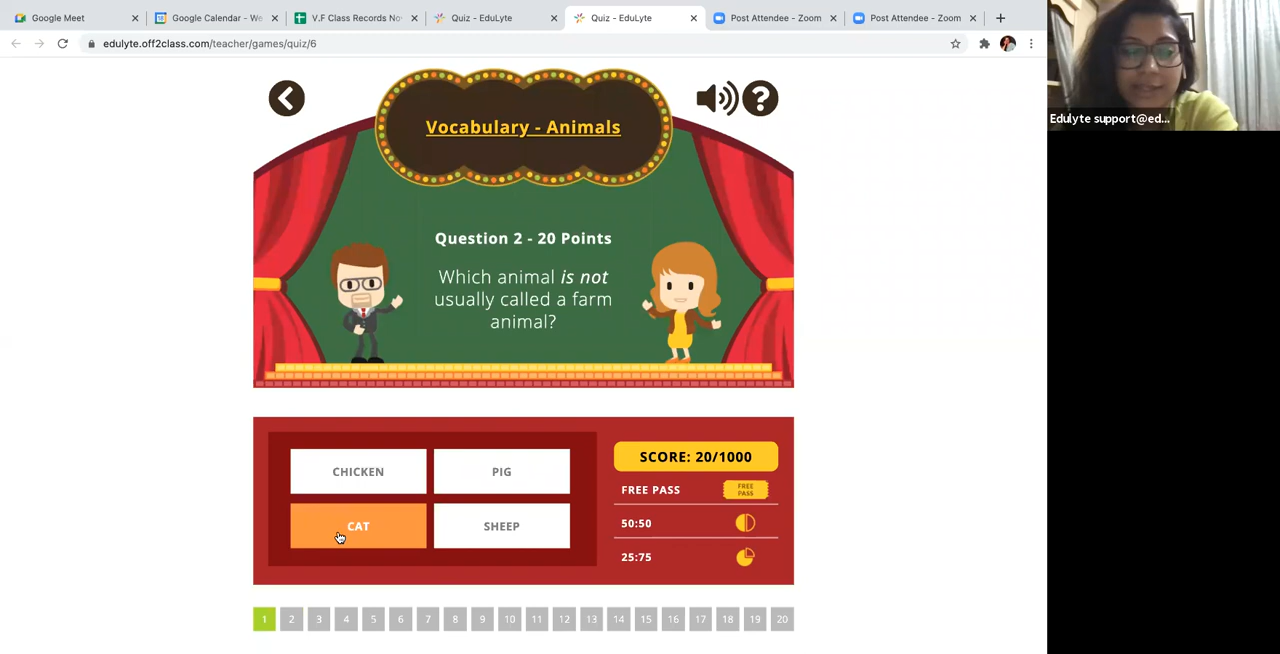 Google Meet
Google Calendar - We
V.F Class Records No
Quiz - EduLyte
Quiz - EduLyte
Post Attendee - Zoom
Post Attendee - Zoom
edulyte.off2class.com/teacher/games/quiz/6
Edulyte support@ed...
Vocabulary - Animals
?
Question 2 - 20 Points
Which animal is not
usually called a farm
animal?
CHICKEN
PIG
CAT
SHEEP
SCORE: 20/1000
FREE PASS
FREE
PASS
50:50
25:75
1 2 3 4 5 6 7 8 9 10 11 12 13 14 15 16 17 18 19 20